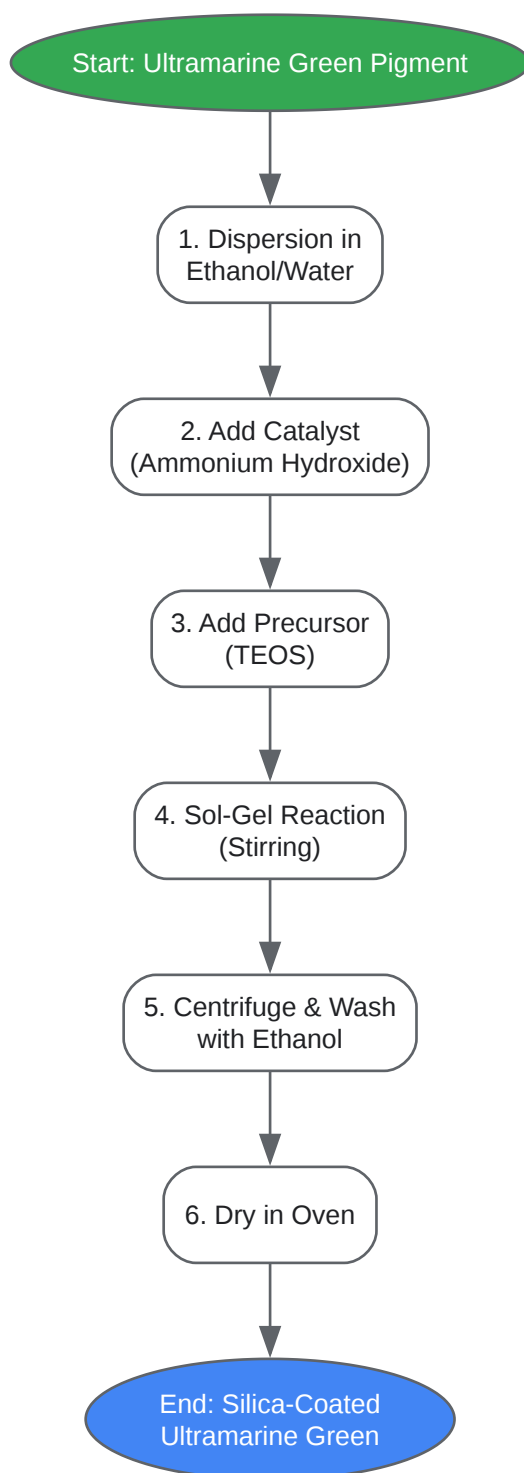 Start: Ultramarine Green Pigment
1. Dispersion in
Ethanol/Water
2. Add Catalyst
(Ammonium Hydroxide)
3. Add Precursor
(TEOS)
4. Sol-Gel Reaction
(Stirring)
5. Centrifuge & Wash
with Ethanol
6. Dry in Oven
End: Silica-Coated
Ultramarine Green